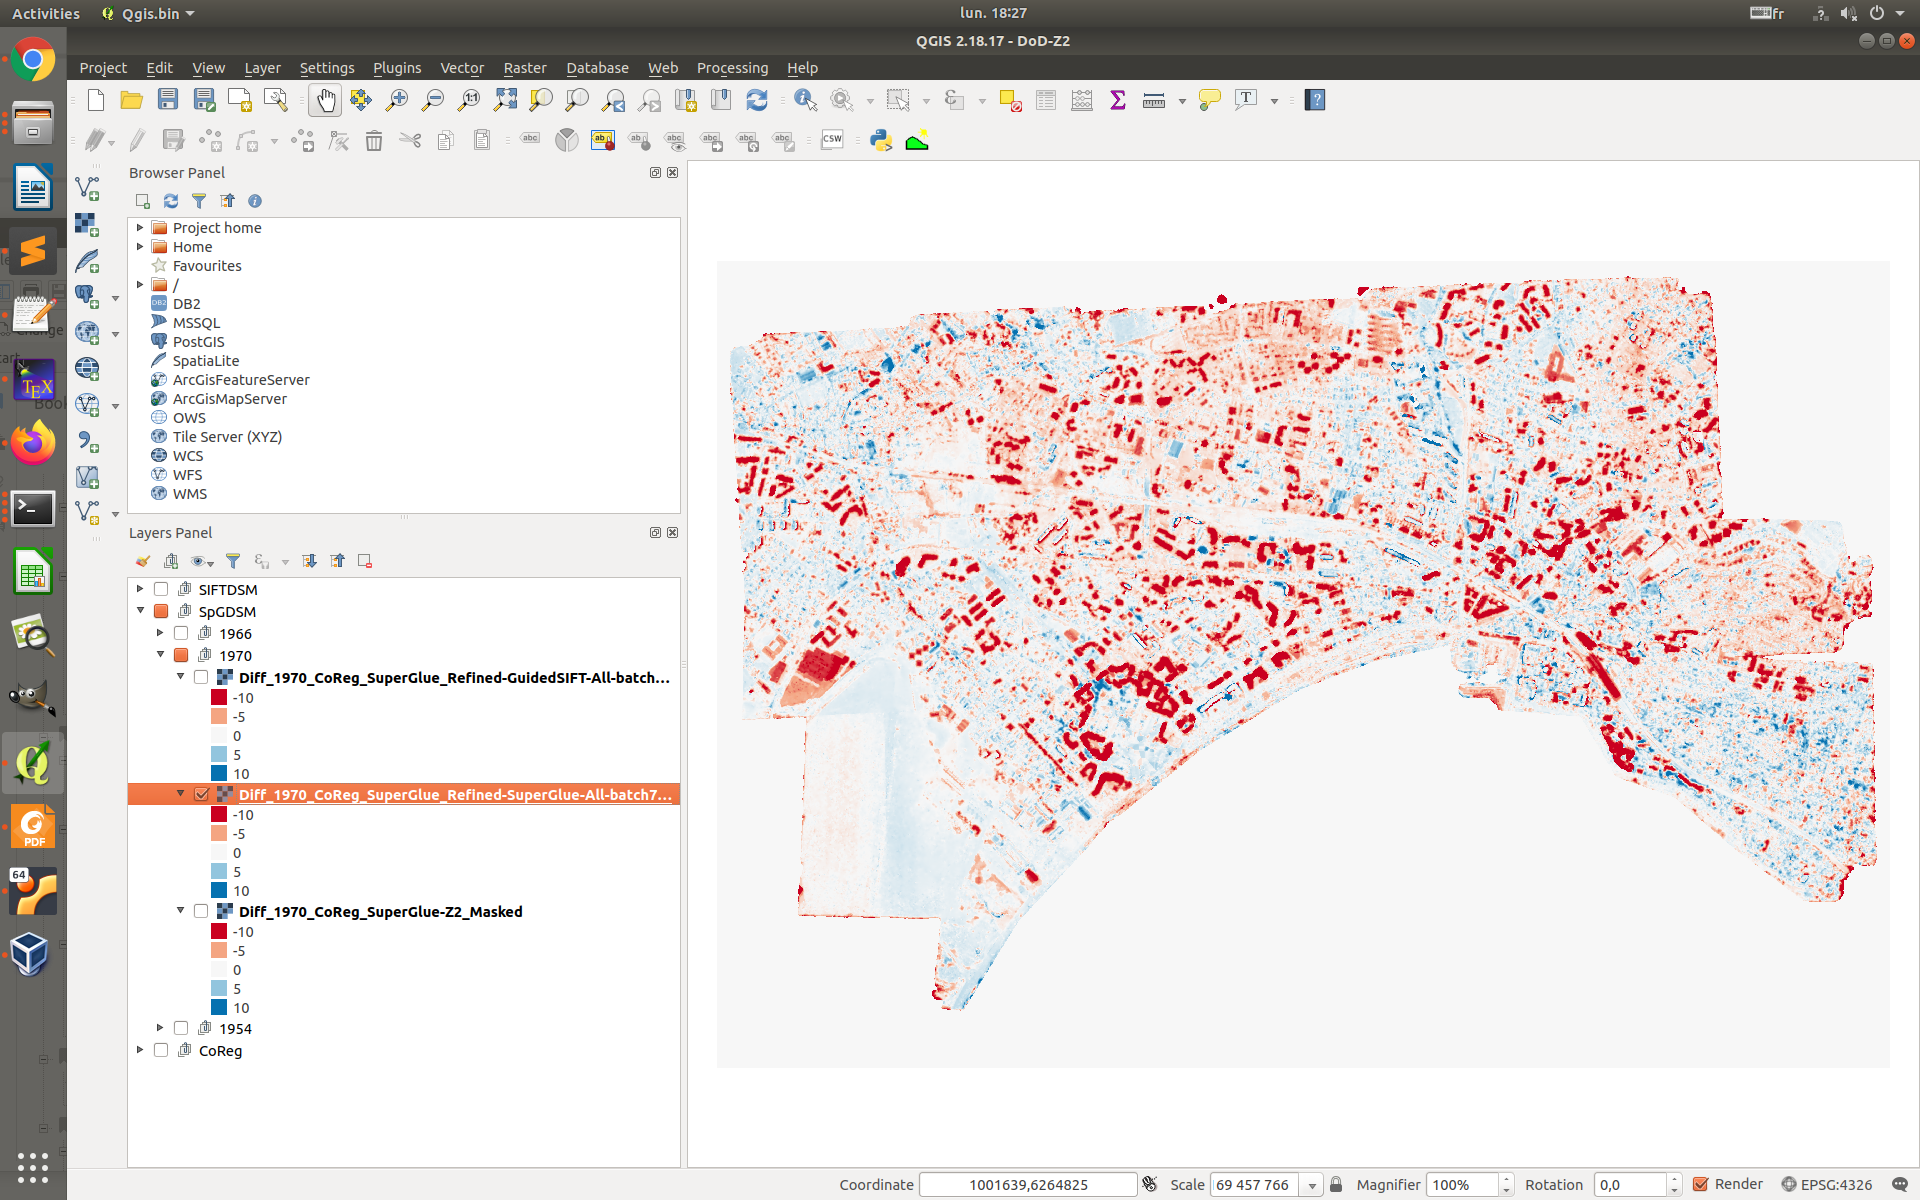 Activities Qgis.bin lun. 18:27 fr
QGIS 2.18.17 - DoD-Z2
Project Edit View Layer Settings Plugins Vector Raster Database Web Processing Help
Browser Panel
Project home
Home
Favourites
/
DB2
MSSQL
PostGIS
SpatiaLite
ArcGisFeatureServer
ArcGisMapServer
OWS
Tile Server (XYZ)
WCS
WFS
WMS
Layers Panel
SIFTDSM
SpGDSM
1966
1970
Diff_1970_CoReg_SuperGlue_Refined-GuidedSIFT-All-batch...
-10
-5
0
5
10
Diff_1970_CoReg_SuperGlue_Refined-SuperGlue-All-batch7...
-10
-5
0
5
10
Diff_1970_CoReg_SuperGlue-Z2_Masked
-10
-5
0
5
10
1954
CoReg
Coordinate 1001639,6264825 Scale 69 457 766 Magnifier 100% Rotation 0,0 Render EPSG:4326